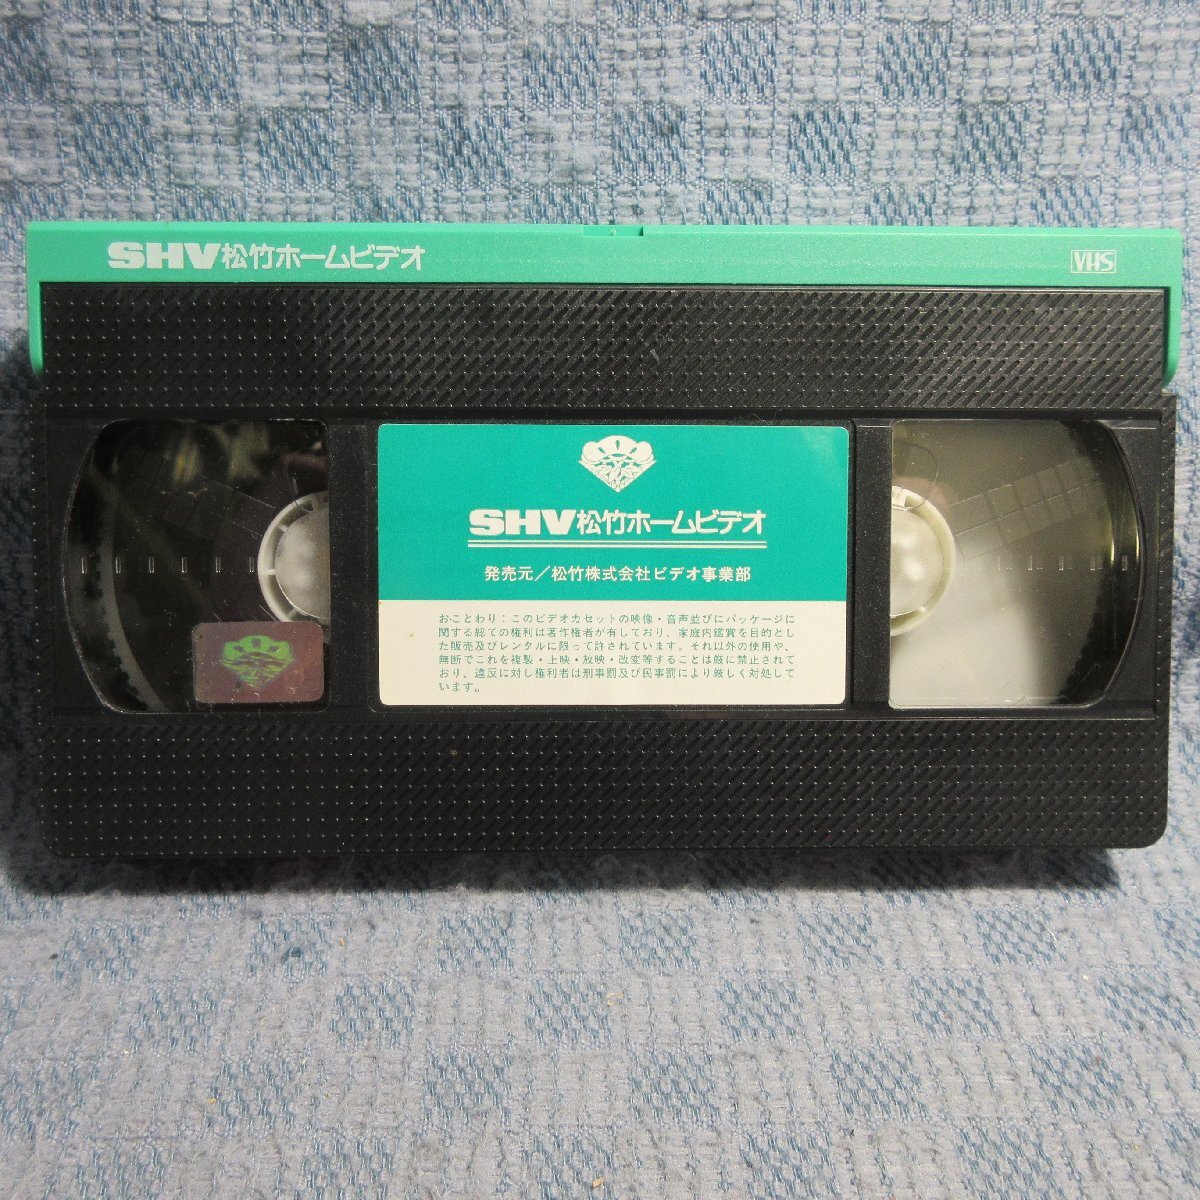 SHV松竹ホームビデオ
VHS
SHV松竹ホームビデオ
発売元／松竹株式会社ビデオ事業部
おことわり：このビデオカセットの映像・音声並びにパッケージに
関する総ての権利は著作権者が有しており、家庭内鑑賞を目的とし
た販売及びレンタルに限って許されています。それ以外の使用や、
無断でこれを複製・上映・放映・改変等することは厳に禁止されて
おり、違反に対し権利者は刑事罰及び民事罰により厳しく対処して
います。